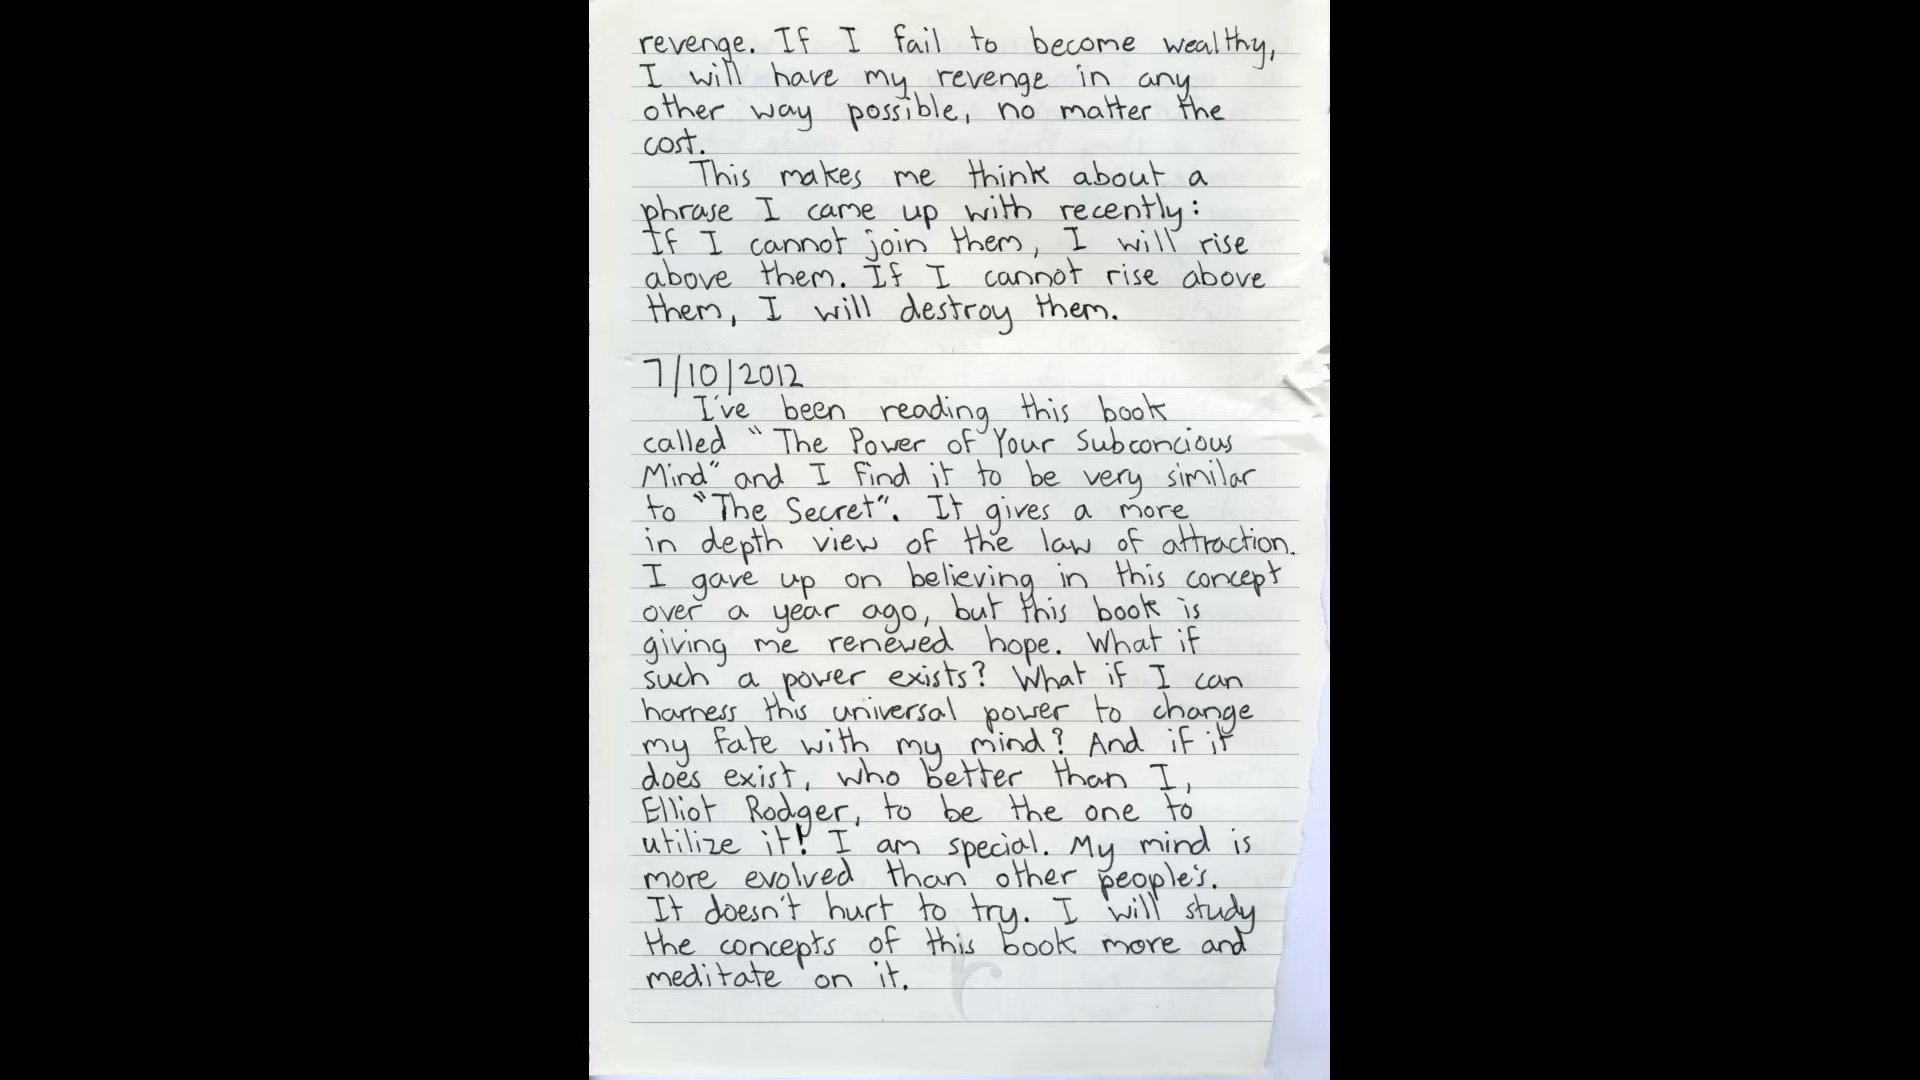 revenge. If I fail to become wealthy,
I will have my revenge in any
other way possible, no matter the
cost.
This makes me think about a
phrase I came up with recently:
If I cannot join them, I will rise
above them. If I cannot rise above
them, I will destroy them.
7/10/2012
I've been reading this book
called "The Power of Your Subconcious
Mind" and I find it to be very similar
to "The Secret". It gives a more
in depth view of the law of attraction.
I gave up on believing in this concept
over a year ago, but this book is
giving me renewed hope. What if
such a power exists? What if I can
harness this universal power to change
my fate with my mind? And if it
does exist, who better than I,
Elliot Rodger, to be the one to
utilize it! I am special. My mind is
more evolved than other people's.
It doesn't hurt to try. I will study
the concepts of this book more and
meditate on it.